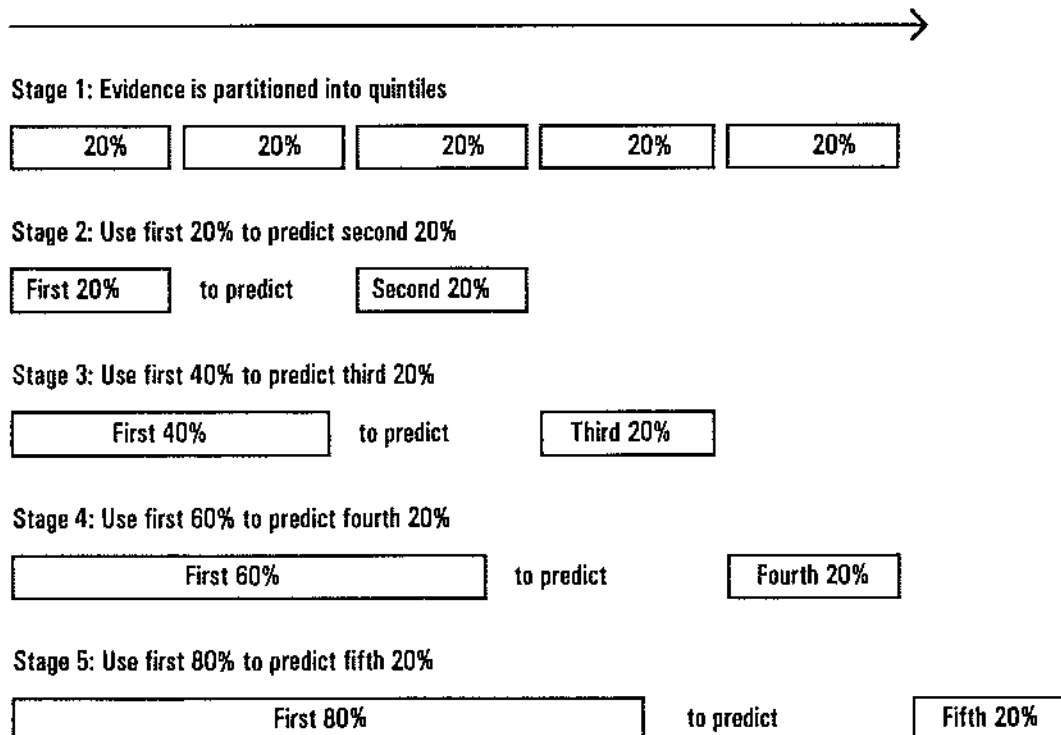 Stage 1: Evidence is partitioned into quintiles
20% 20% 20% 20% 20%
Stage 2: Use first 20% to predict second 20%
First 20% to predict Second 20%
Stage 3: Use first 40% to predict third 20%
First 40% to predict Third 20%
Stage 4: Use first 60% to predict fourth 20%
First 60% to predict Fourth 20%
Stage 5: Use first 80% to predict fifth 20%
First 80% to predict Fifth 20%